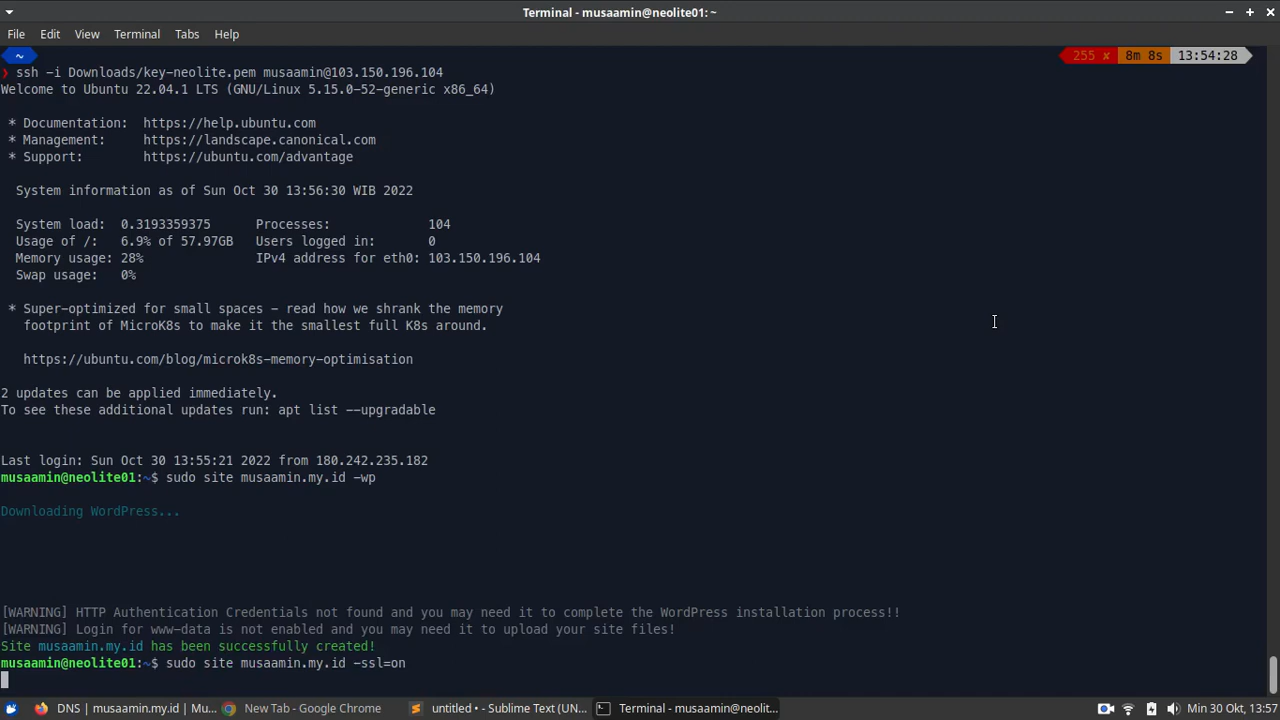 Terminal - musaamin@neolite01: ~
File Edit View Terminal Tabs Help
~ 255 ✘ 8m 8s 13:54:28
❯ ssh -i Downloads/key-neolite.pem musaamin@103.150.196.104
Welcome to Ubuntu 22.04.1 LTS (GNU/Linux 5.15.0-52-generic x86_64)
* Documentation: https://help.ubuntu.com
* Management: https://landscape.canonical.com
* Support: https://ubuntu.com/advantage
System information as of Sun Oct 30 13:56:30 WIB 2022
System load: 0.3193359375 Processes: 104
Usage of /: 6.9% of 57.97GB Users logged in: 0
Memory usage: 28% IPv4 address for eth0: 103.150.196.104
Swap usage: 0%
* Super-optimized for small spaces - read how we shrank the memory
footprint of MicroK8s to make it the smallest full K8s around.
https://ubuntu.com/blog/microk8s-memory-optimisation
2 updates can be applied immediately.
To see these additional updates run: apt list --upgradable
Last login: Sun Oct 30 13:55:21 2022 from 180.242.235.182
musaamin@neolite01:~$ sudo site musaamin.my.id -wp
Downloading WordPress...
[WARNING] HTTP Authentication Credentials not found and you may need it to complete the WordPress installation process!!
[WARNING] Login for www-data is not enabled and you may need it to upload your site files!
Site musaamin.my.id has been successfully created!
musaamin@neolite01:~$ sudo site musaamin.my.id -ssl=on
DNS | musaamin.my.id | Mu... New Tab - Google Chrome untitled • - Sublime Text (UN... Terminal - musaamin@neolit... Min 30 Okt, 13:57